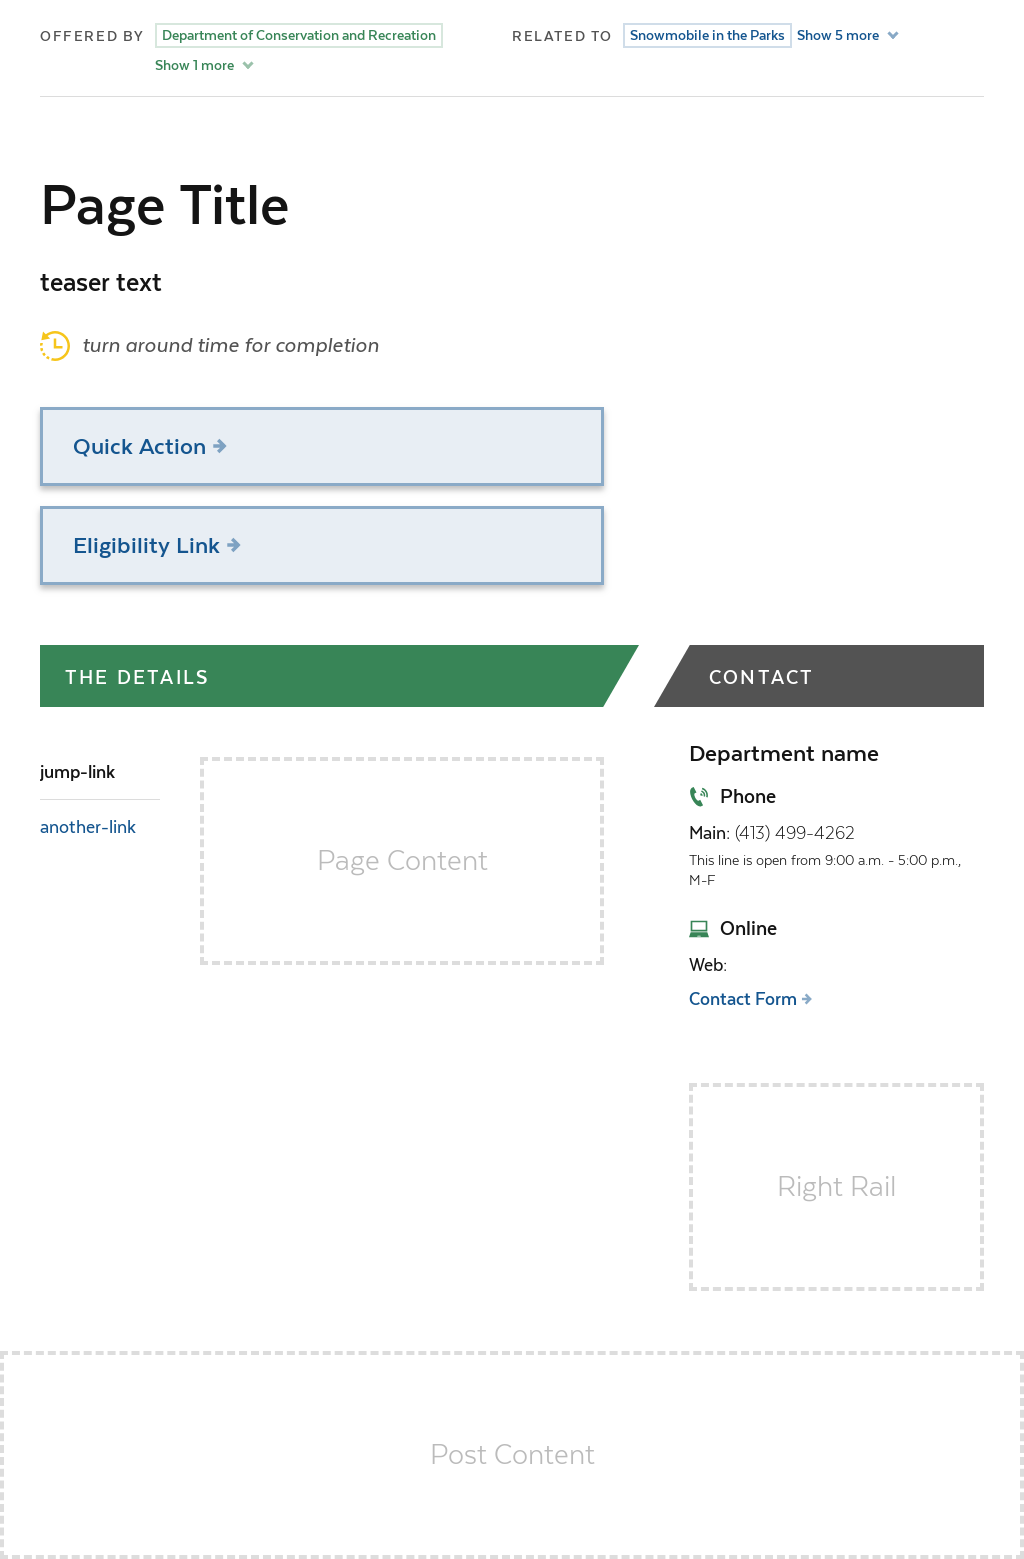 OFFERED BY Department of Conservation and Recreation
Show 1 more
RELATED TO Snowmobile in the Parks Show 5 more
Page Title
teaser text
turn around time for completion
Quick Action
Eligibility Link
THE DETAILS
jump-link
another-link
Page Content
CONTACT
Department name
Phone
Main: (413) 499-4262
This line is open from 9:00 a.m. - 5:00 p.m.,
M-F
Online
Web:
Contact Form
Right Rail
Post Content